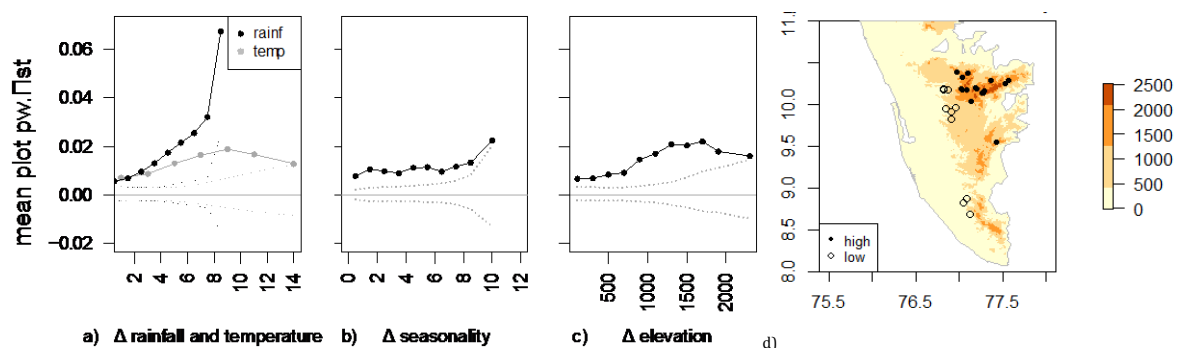 mean plot pw.Πst
0.06
0.04
0.02
0.00
−0.02
rainf
temp
2 4 6 8 10 12 14
a) Δ rainfall and temperature
0 2 4 6 8 10 12
b) Δ seasonality
500 1000 1500 2000
c) Δ elevation
8.0 8.5 9.0 9.5 10.0
high
low
75.5 76.5 77.5
d)
2500
2000
1500
1000
500
0